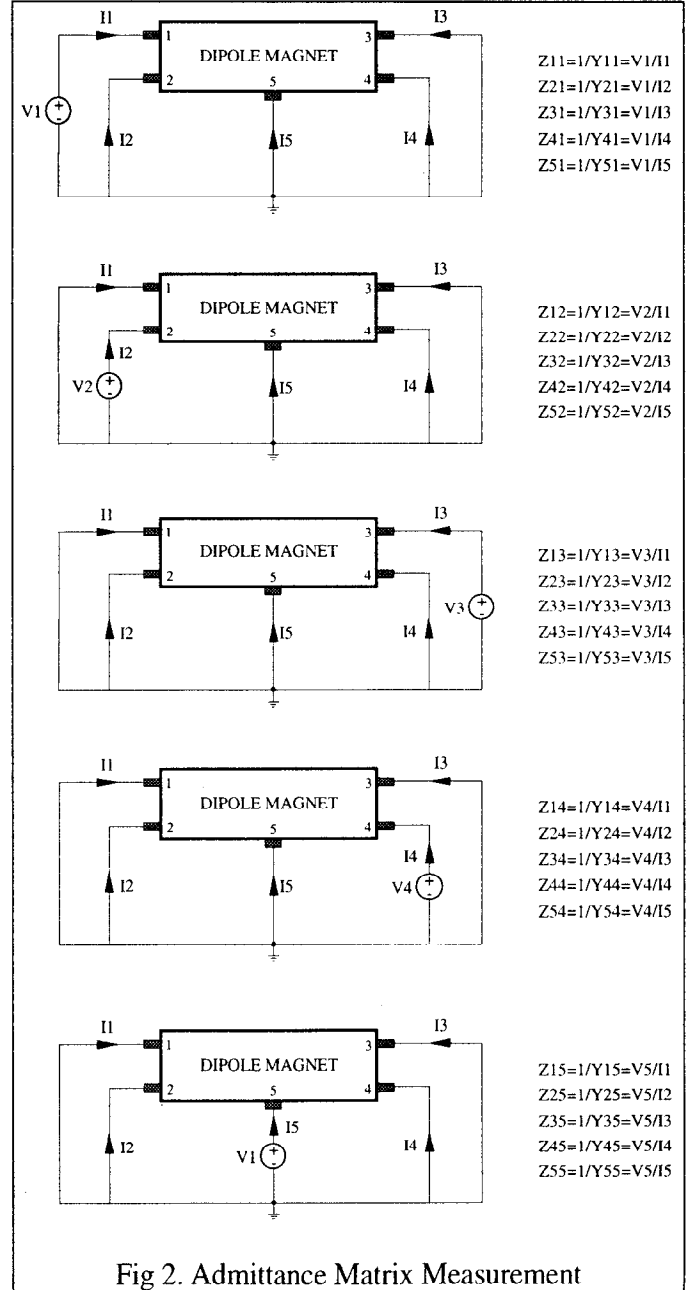 I1
I3
1
DIPOLE MAGNET
3
2
5
4
V1
+
-
I2
I5
I4
Z11=1/Y11=V1/I1
Z21=1/Y21=V1/I2
Z31=1/Y31=V1/I3
Z41=1/Y41=V1/I4
Z51=1/Y51=V1/I5
I1
I3
1
DIPOLE MAGNET
3
2
5
4
I2
V2
+
-
I5
I4
Z12=1/Y12=V2/I1
Z22=1/Y22=V2/I2
Z32=1/Y32=V2/I3
Z42=1/Y42=V2/I4
Z52=1/Y52=V2/I5
I1
I3
1
DIPOLE MAGNET
3
2
5
4
I2
I5
I4
V3
+
-
Z13=1/Y13=V3/I1
Z23=1/Y23=V3/I2
Z33=1/Y33=V3/I3
Z43=1/Y43=V3/I4
Z53=1/Y53=V3/I5
I1
I3
1
DIPOLE MAGNET
3
2
5
4
I2
I5
I4
V4
+
-
Z14=1/Y14=V4/I1
Z24=1/Y24=V4/I2
Z34=1/Y34=V4/I3
Z44=1/Y44=V4/I4
Z54=1/Y54=V4/I5
I1
I3
1
DIPOLE MAGNET
3
2
5
4
I2
I5
V1
+
-
I4
Z15=1/Y15=V5/I1
Z25=1/Y25=V5/I2
Z35=1/Y35=V5/I3
Z45=1/Y45=V5/I4
Z55=1/Y55=V5/I5
Fig 2. Admittance Matrix Measurement